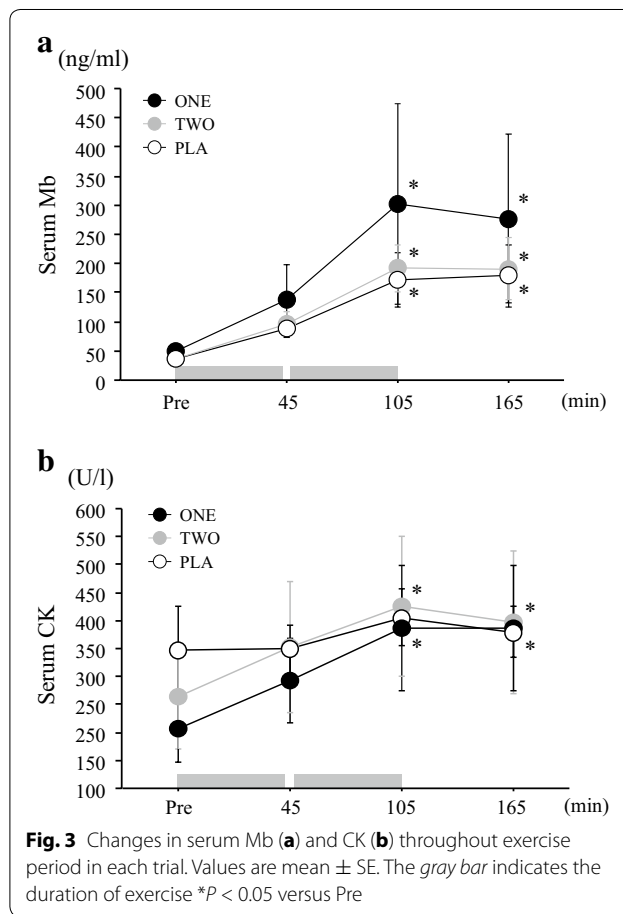 a
(ng/ml)
500
450
400
350
300
250
200
150
100
50
0
Serum Mb
ONE
TWO
PLA
*
*
*
*
*
*
Pre 45 105 165 (min)
b
(U/l)
600
550
500
450
400
350
300
250
200
150
100
Serum CK
ONE
TWO
PLA
*
*
*
*
Pre 45 105 165 (min)
Fig. 3 Changes in serum Mb (a) and CK (b) throughout exercise
period in each trial. Values are mean ± SE. The gray bar indicates the
duration of exercise *P < 0.05 versus Pre